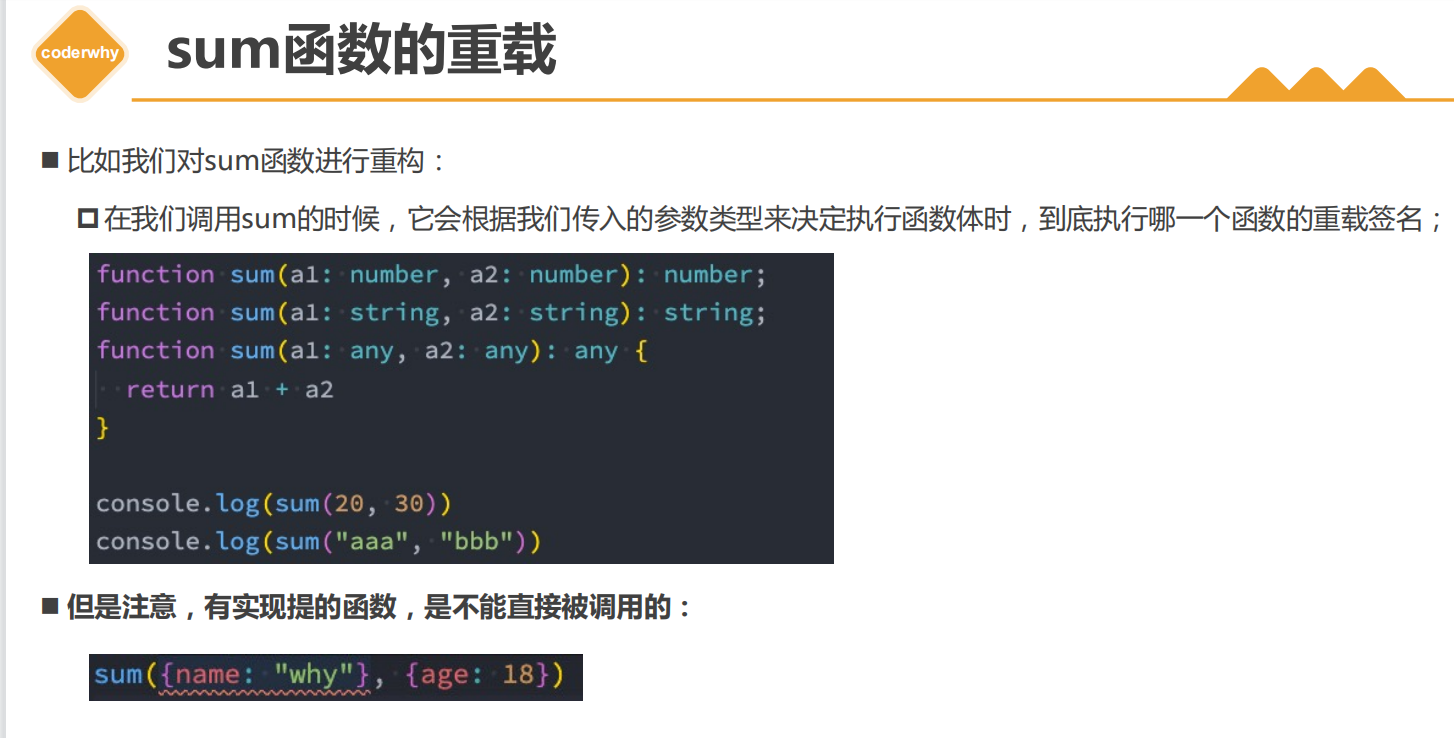 coderwhy
sum函数的重载
比如我们对sum函数进行重构：
在我们调用sum的时候，它会根据我们传入的参数类型来决定执行函数体时，到底执行哪一个函数的重载签名；
function sum(a1: number, a2: number): number;
function sum(a1: string, a2: string): string;
function sum(a1: any, a2: any): any {
  return a1 + a2
}
console.log(sum(20, 30))
console.log(sum("aaa", "bbb"))
但是注意，有实现提的函数，是不能直接被调用的：
sum({name: "why"}, {age: 18})